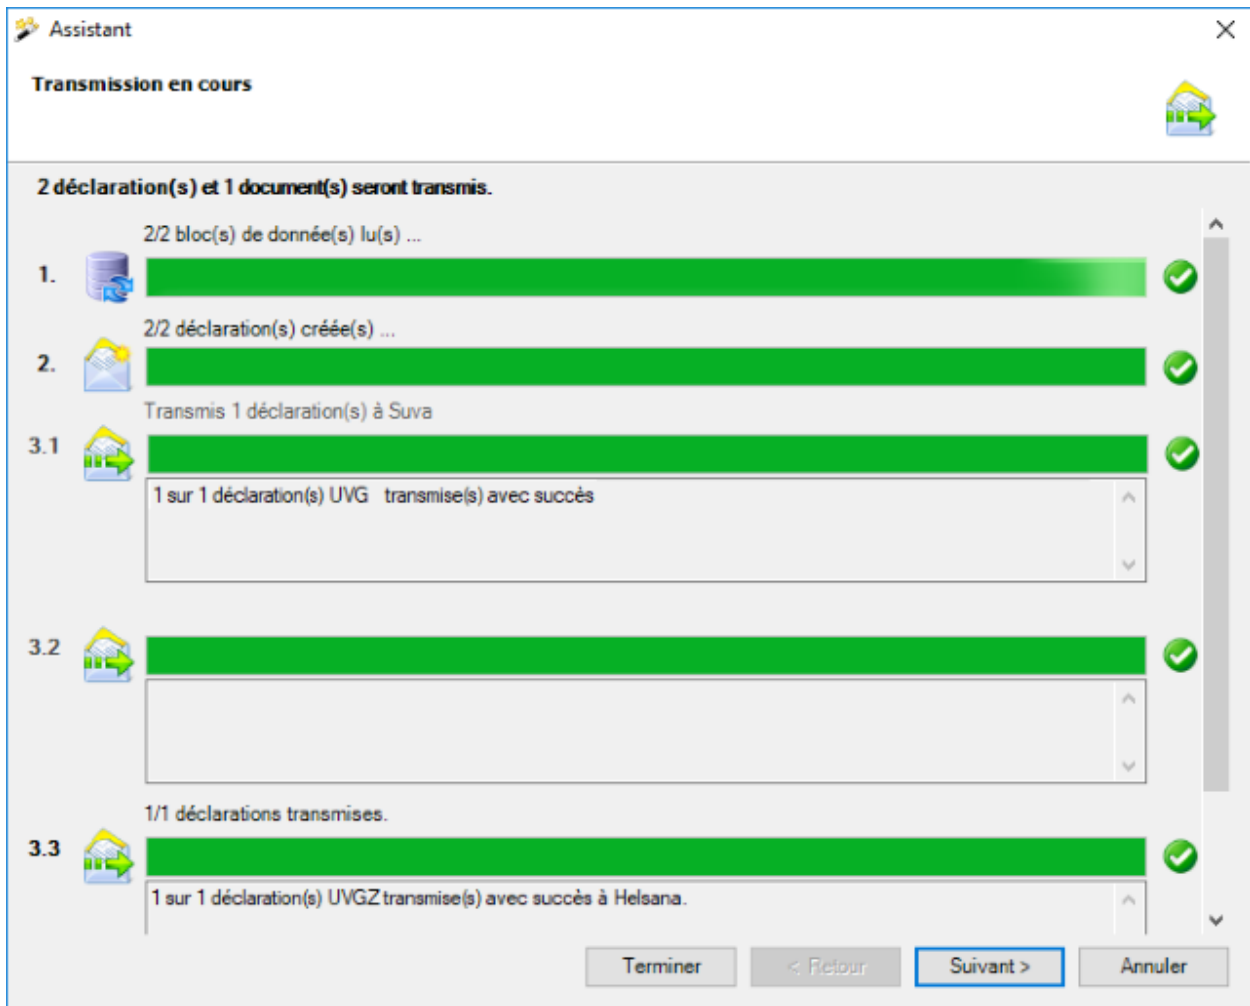 Assistant
Transmission en cours
2 déclaration(s) et 1 document(s) seront transmis.
2/2 bloc(s) de donnée(s) lu(s) ...
1.
2/2 déclaration(s) créée(s) ...
2.
Transmis 1 déclaration(s) à Suva
3.1
1 sur 1 déclaration(s) UVG transmise(s) avec succès
3.2
1/1 déclarations transmises.
3.3
1 sur 1 déclaration(s) UVGZ transmise(s) avec succès à Helsana.
Terminer < Retour Suivant > Annuler